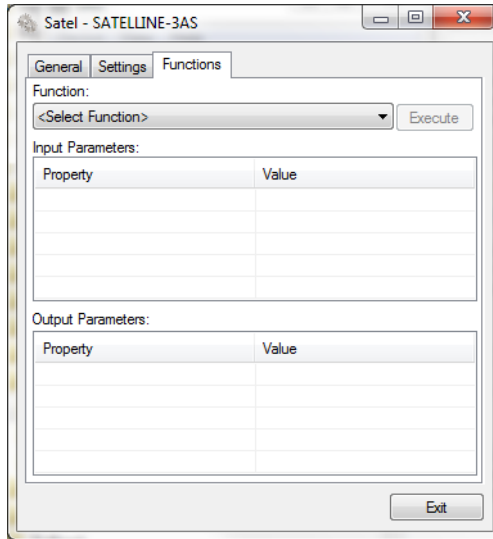 Satel - SATELLINE-3AS
General Settings Functions
Function:
<Select Function> Execute
Input Parameters:
Property Value
Output Parameters:
Property Value
Exit